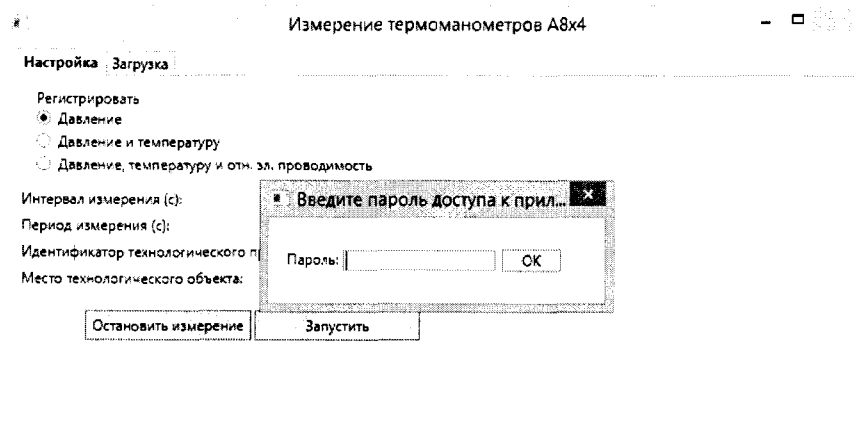 Измерение термоманометров А8х4
Настройка Загрузка
Регистрировать
Давление
Давление и температуру
Давление, температуру и отн. эл. проводимость
Интервал измерения (с):
Период измерения (с):
Идентификатор технологического
Место технологического объекта:
Введите пароль доступа к прил...
Пароль: OK
Остановить измерение Запустить